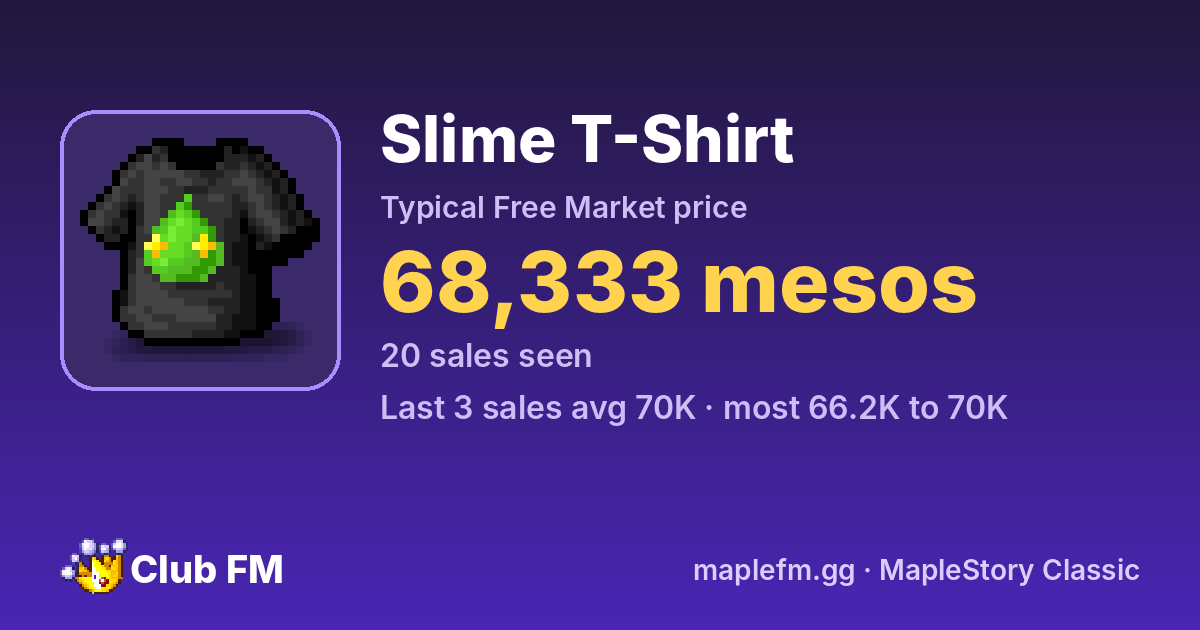 Slime T-Shirt
Typical Free Market price
68,333 mesos
20 sales seen
Last 3 sales avg 70K · most 66.2K to 70K
Club FM
maplefm.gg · MapleStory Classic